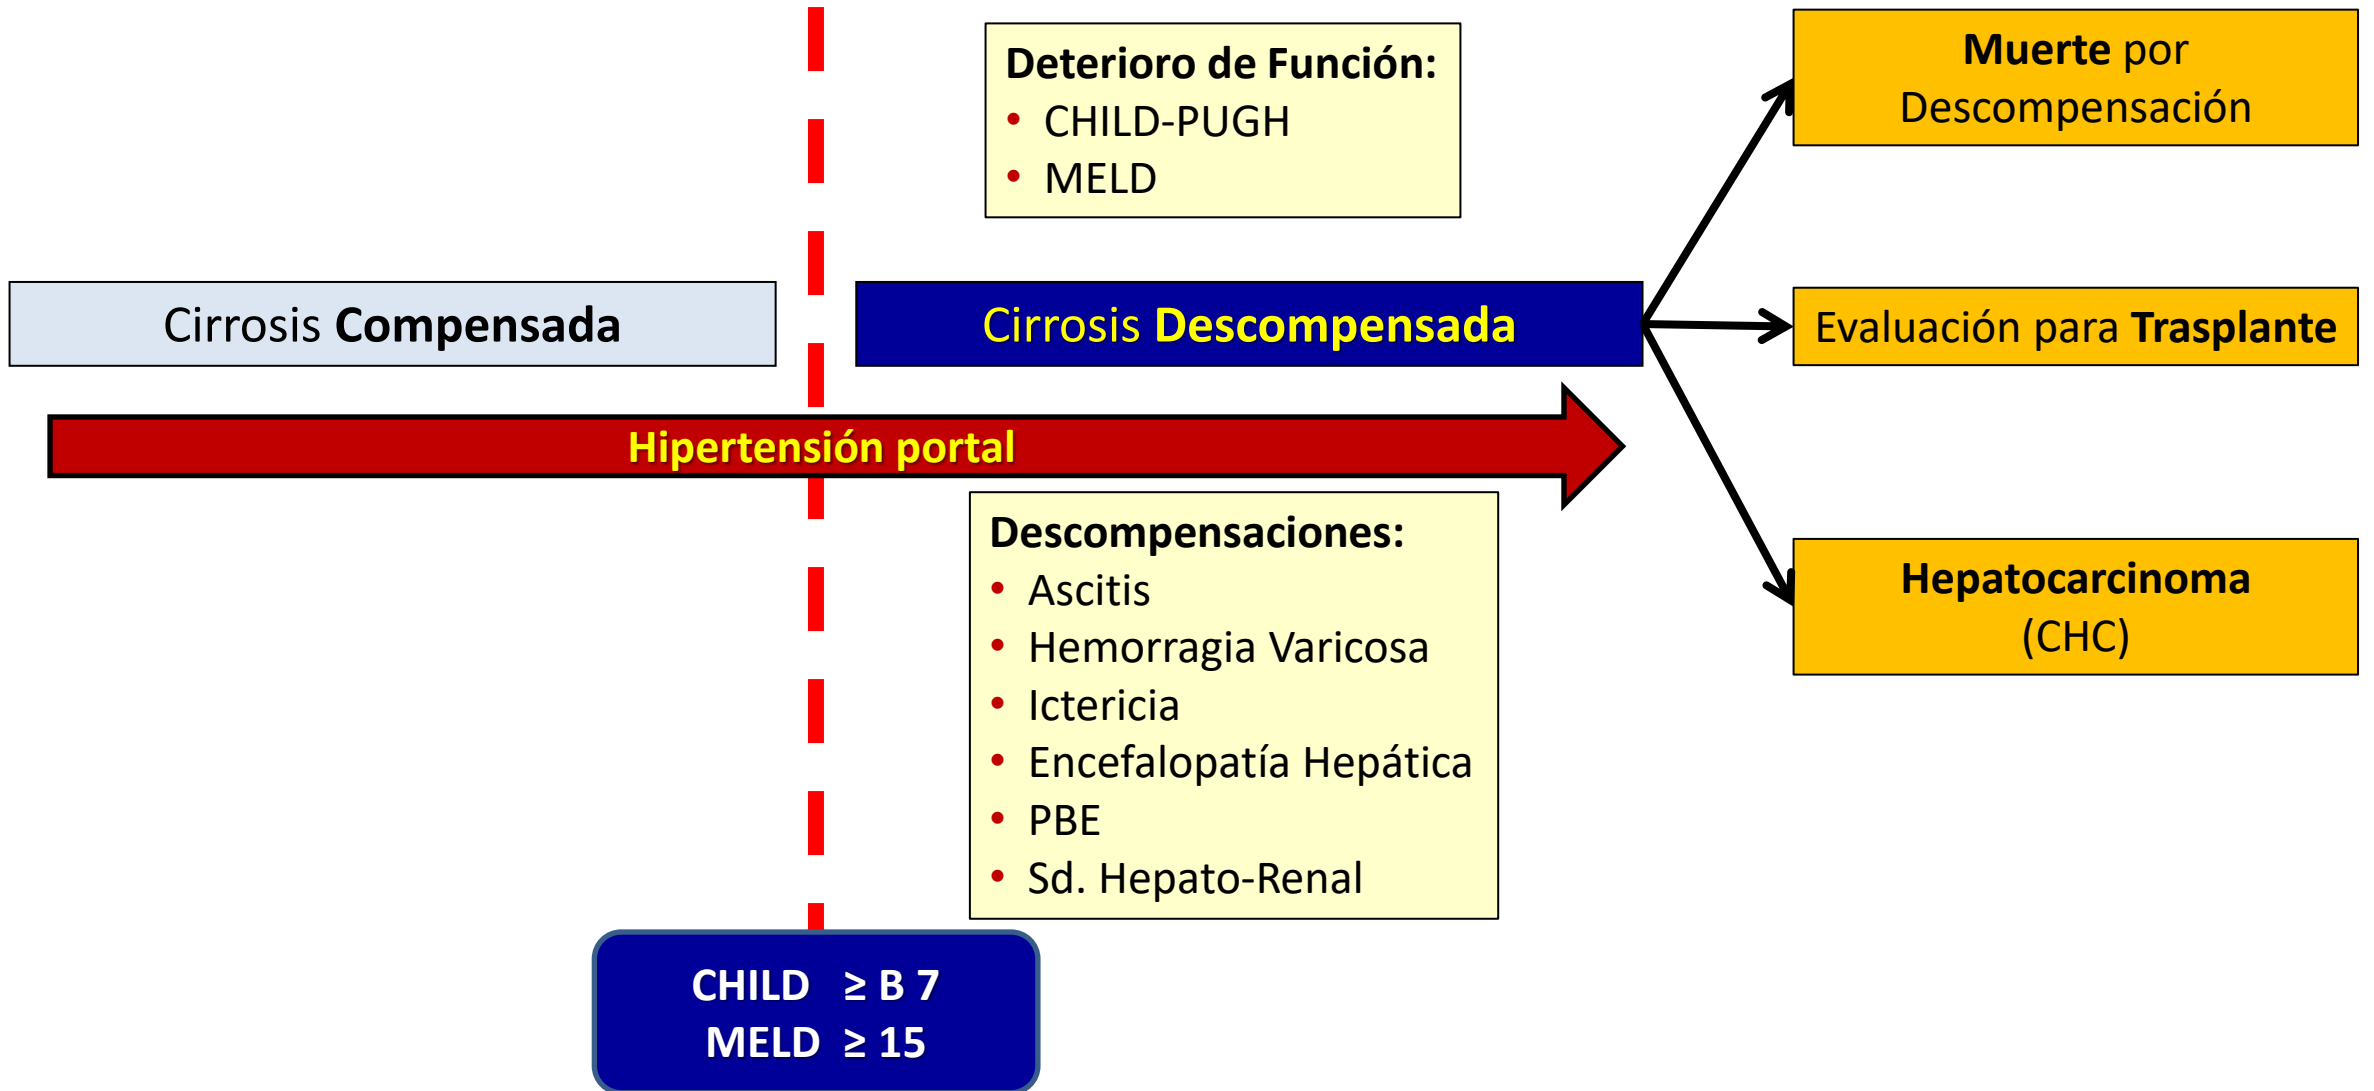 Deterioro de Función:
• CHILD-PUGH
• MELD
Muerte por
Descompensación
Cirrosis Compensada
Cirrosis Descompensada
Evaluación para Trasplante
Hipertensión portal
Descompensaciones:
• Ascitis
• Hemorragia Varicosa
• Ictericia
• Encefalopatía Hepática
• PBE
• Sd. Hepato-Renal
Hepatocarcinoma
(CHC)
CHILD ≥ B 7
MELD ≥ 15